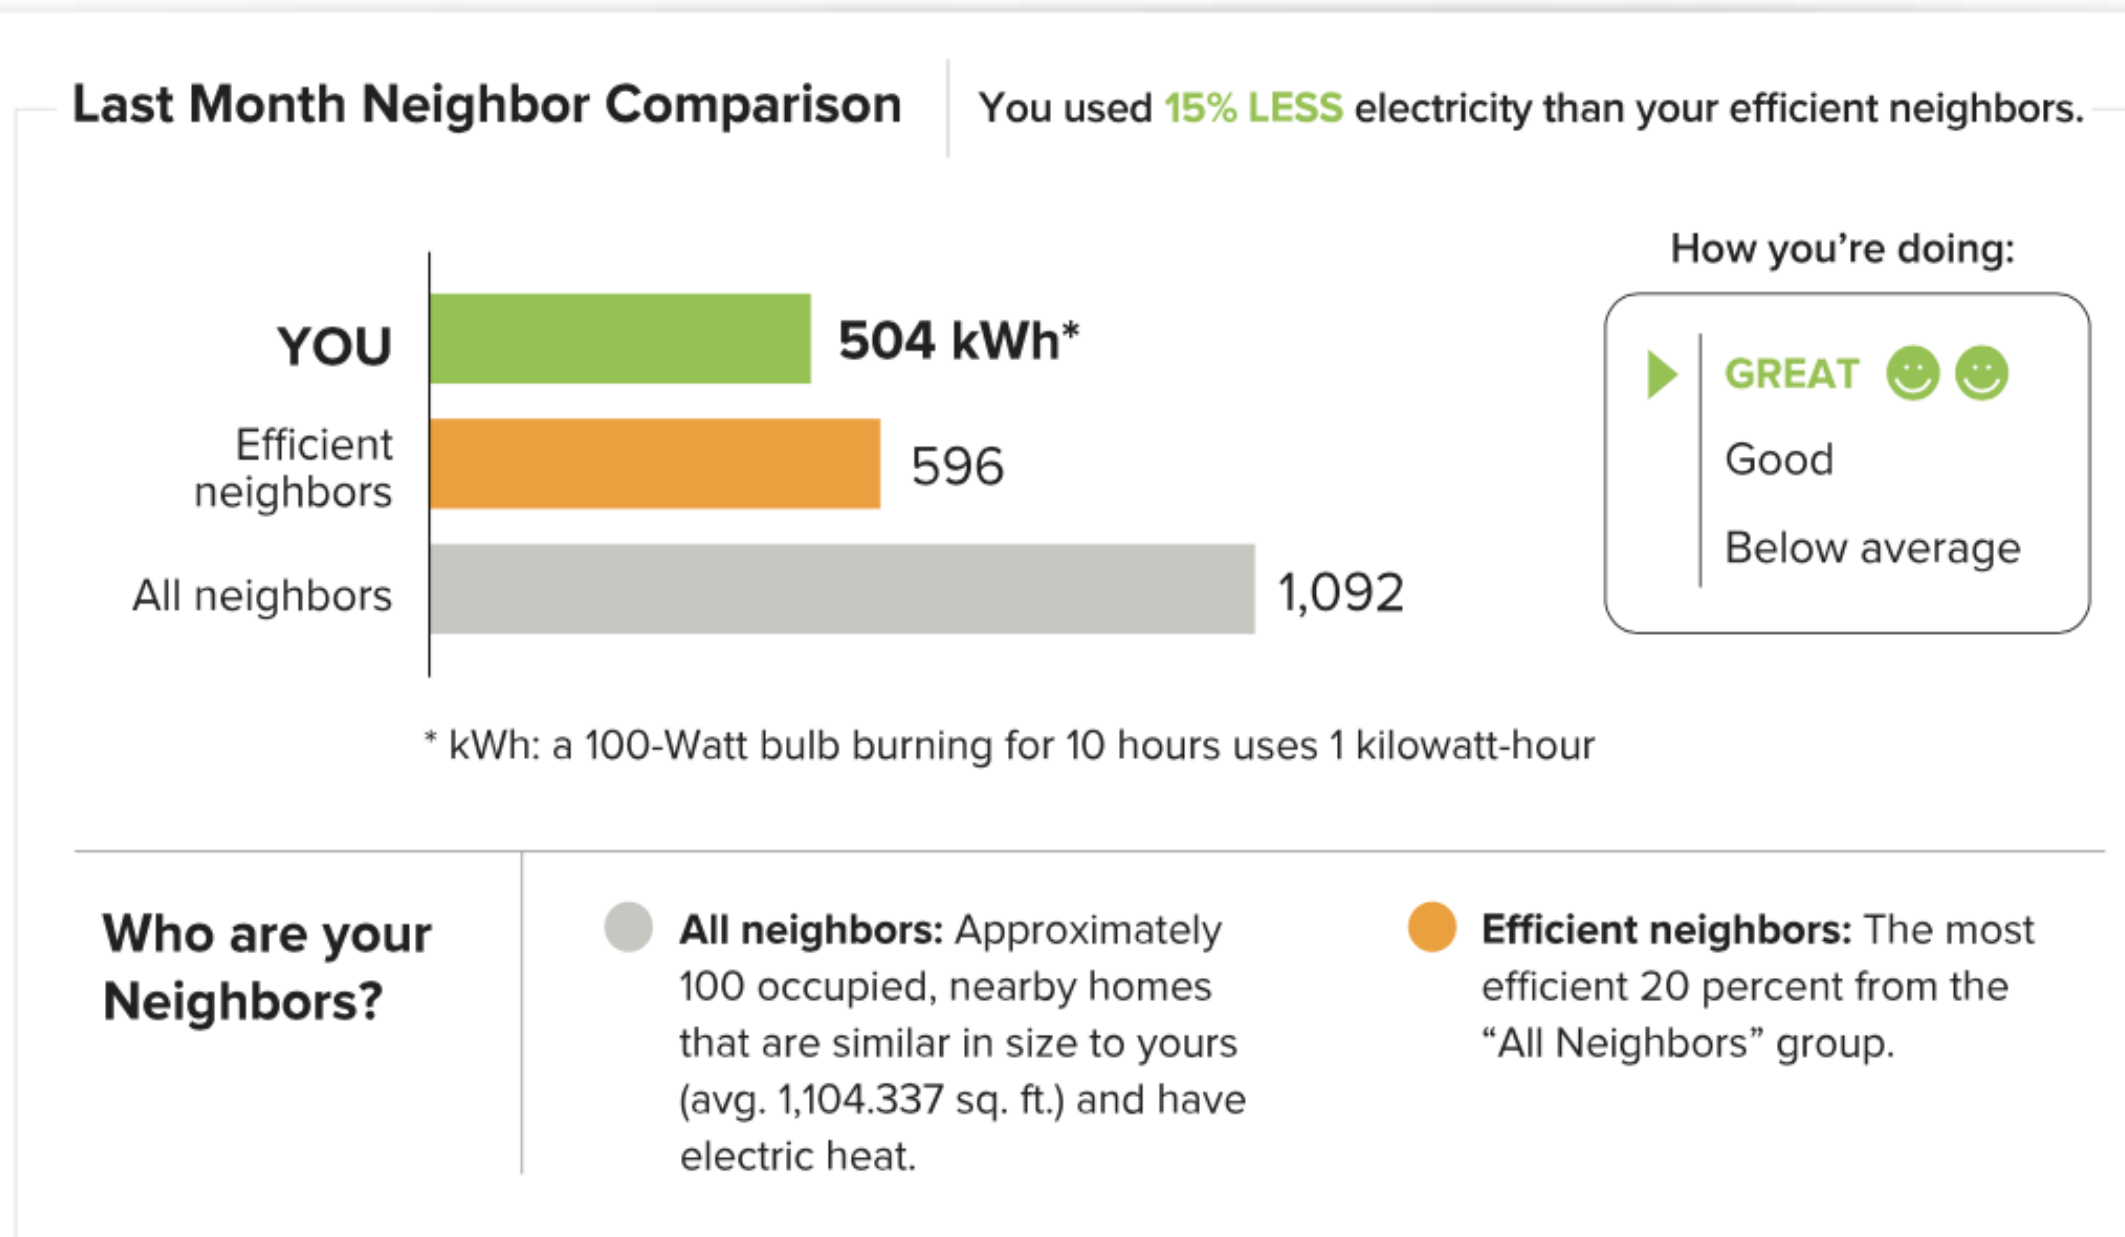 Last Month Neighbor Comparison
You used 15% LESS electricity than your efficient neighbors.
How you’re doing:
YOU
504 kWh*
Efficient
neighbors
596
All neighbors
1,092
GREAT
Good
Below average
* kWh: a 100-Watt bulb burning for 10 hours uses 1 kilowatt-hour
Who are your
Neighbors?
All neighbors: Approximately
100 occupied, nearby homes
that are similar in size to yours
(avg. 1,104.337 sq. ft.) and have
electric heat.
Efficient neighbors: The most
efficient 20 percent from the
“All Neighbors” group.